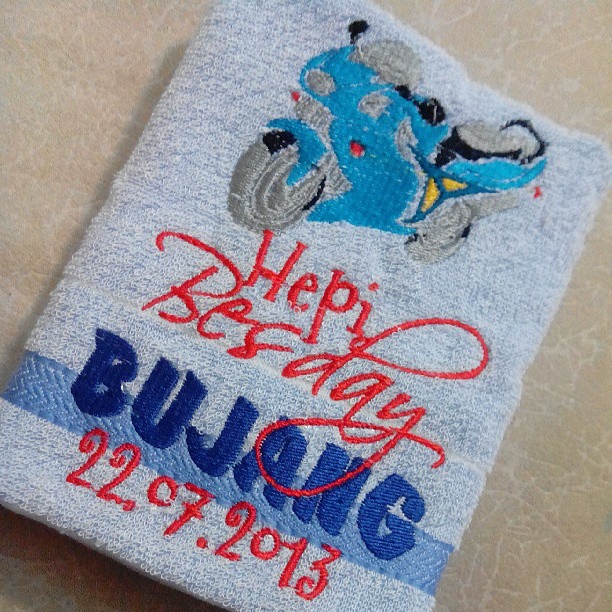 Hepi
Besday
BUJANG
22.07.2013